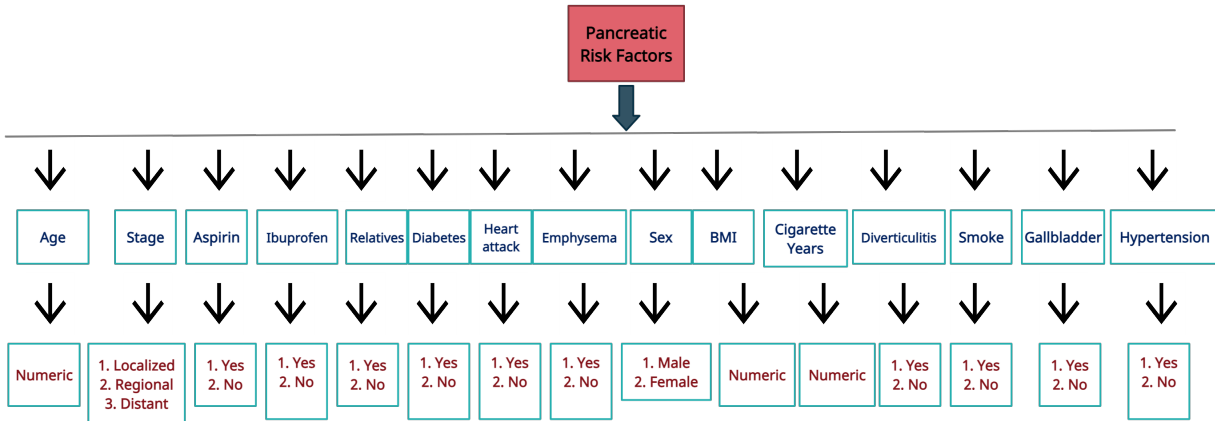 Pancreatic
Risk Factors
Age
Stage
Aspirin
Ibuprofen
Relatives
Diabetes
Heart
attack
Emphysema
Sex
BMI
Cigarette
Years
Diverticulitis
Smoke
Gallbladder
Hypertension
Numeric
1. Localized
2. Regional
3. Distant
1. Yes
2. No
1. Yes
2. No
1. Yes
2. No
1. Yes
2. No
1. Yes
2. No
1. Yes
2. No
1. Male
2. Female
Numeric
Numeric
1. Yes
2. No
1. Yes
2. No
1. Yes
2. No
1. Yes
2. No